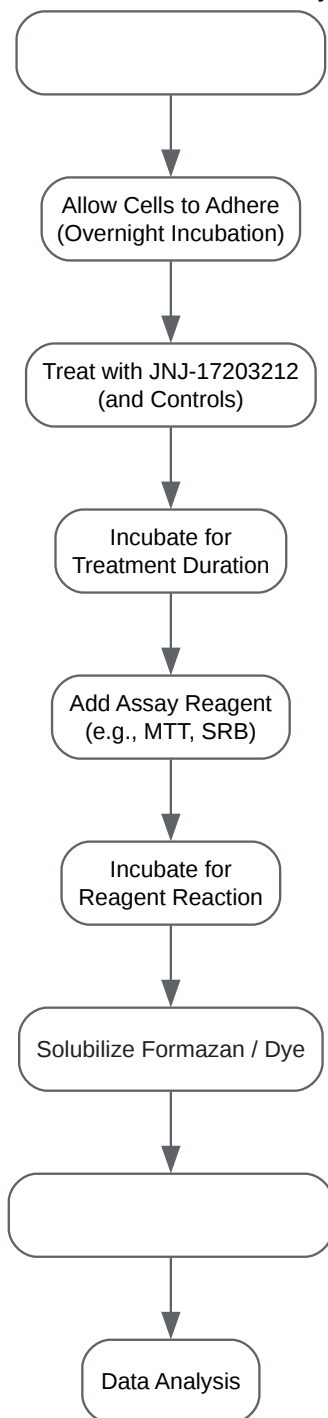 Allow Cells to Adhere
(Overnight Incubation)
Treat with JNJ-17203212
(and Controls)
Incubate for
Treatment Duration
Add Assay Reagent
(e.g., MTT, SRB)
Incubate for
Reagent Reaction
Solubilize Formazan / Dye
Data Analysis